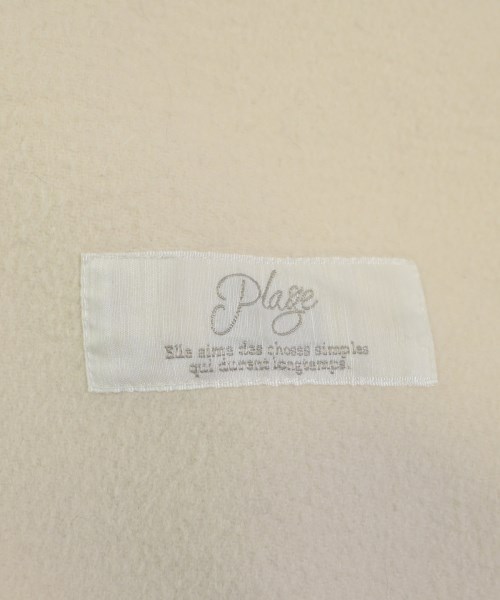 Plage
Elle aime des choses simples
qui durent longtemps.